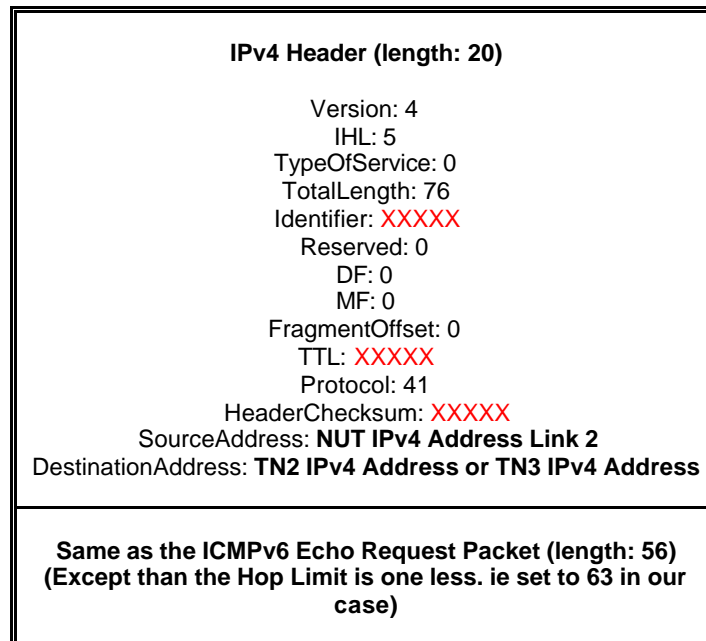 IPv4 Header (length: 20)
Version: 4
IHL: 5
TypeOfService: 0
TotalLength: 76
Identifier: XXXXX
Reserved: 0
DF: 0
MF: 0
FragmentOffset: 0
TTL: XXXXX
Protocol: 41
HeaderChecksum: XXXXX
SourceAddress: NUT IPv4 Address Link 2
DestinationAddress: TN2 IPv4 Address or TN3 IPv4 Address
Same as the ICMPv6 Echo Request Packet (length: 56)
(Except than the Hop Limit is one less. ie set to 63 in our
case)